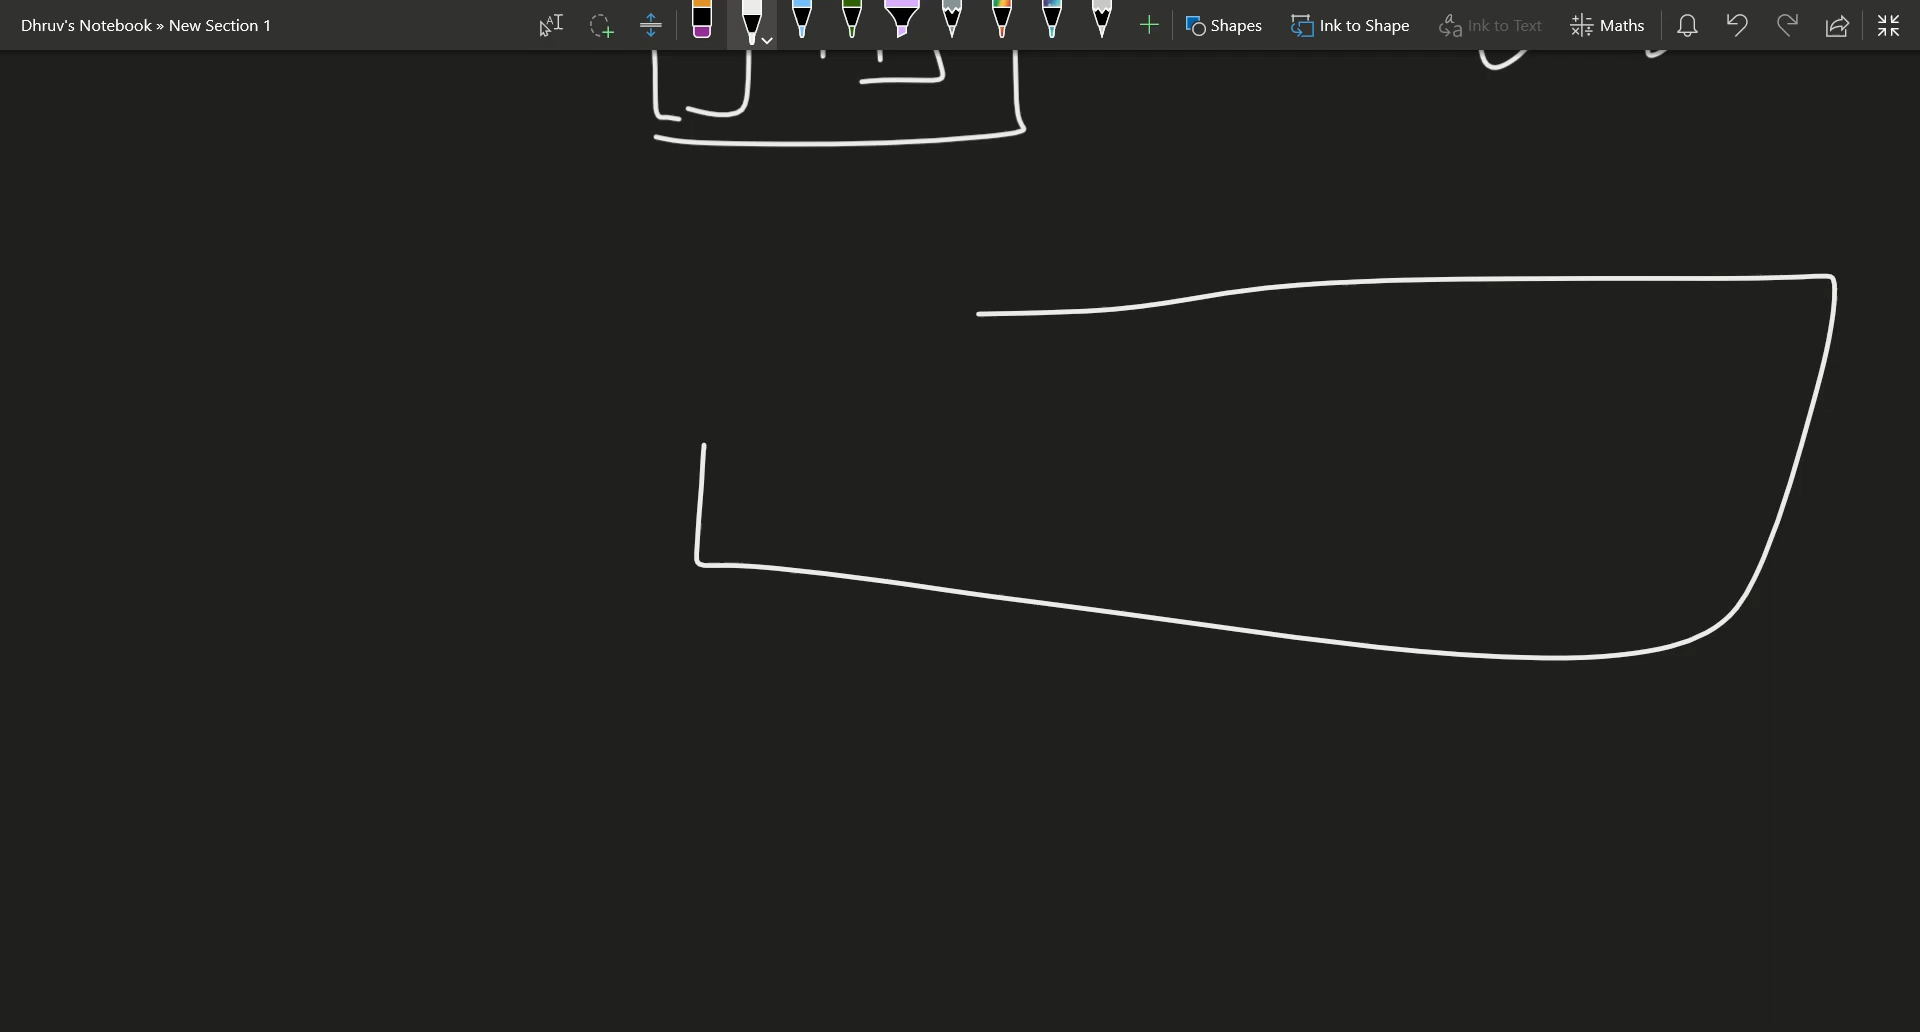 Dhruv's Notebook » New Section 1
Shapes
Ink to Shape
Ink to Text
Maths